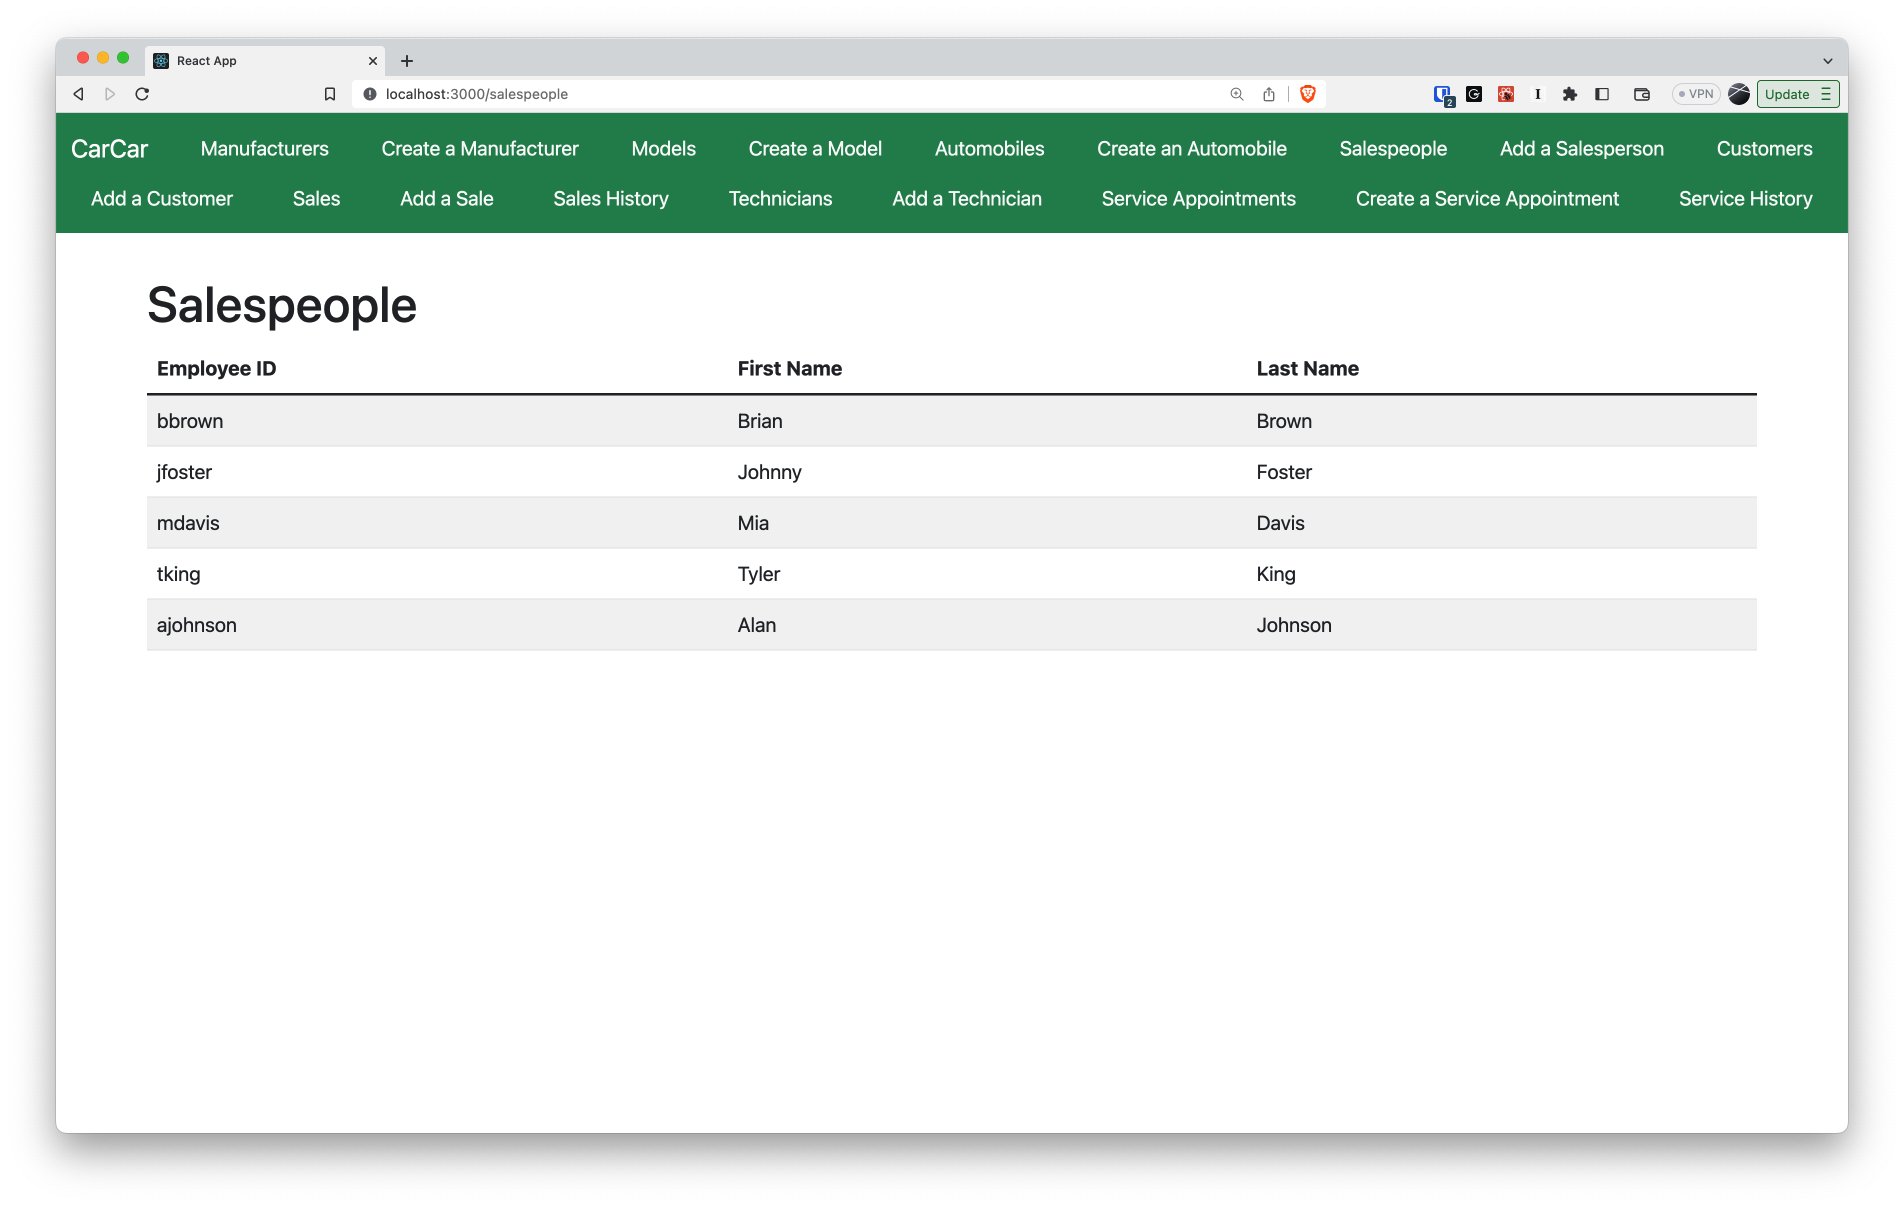 React App
localhost:3000/salespeople
2
VPN
Update
CarCar Manufacturers Create a Manufacturer Models Create a Model Automobiles Create an Automobile Salespeople Add a Salesperson Customers
Add a Customer Sales Add a Sale Sales History Technicians Add a Technician Service Appointments Create a Service Appointment Service History
Salespeople
Employee ID First Name Last Name
bbrown Brian Brown
jfoster Johnny Foster
mdavis Mia Davis
tking Tyler King
ajohnson Alan Johnson